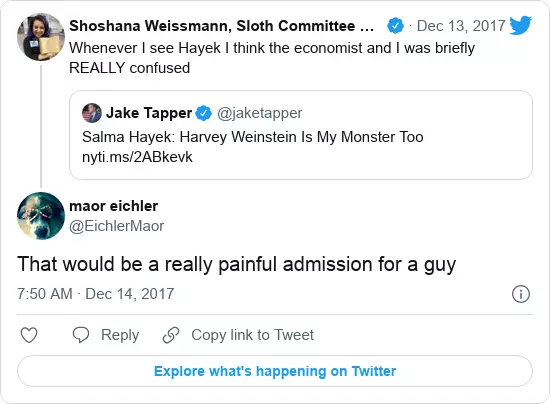 Shoshana Weissmann, Sloth Committee ... · Dec 13, 2017
Whenever I see Hayek I think the economist and I was briefly
REALLY confused
Jake Tapper @jaketapper
Salma Hayek: Harvey Weinstein Is My Monster Too
nyti.ms/2ABkevk
maor eichler
@EichlerMaor
That would be a really painful admission for a guy
7:50 AM · Dec 14, 2017
Reply Copy link to Tweet
Explore what's happening on Twitter